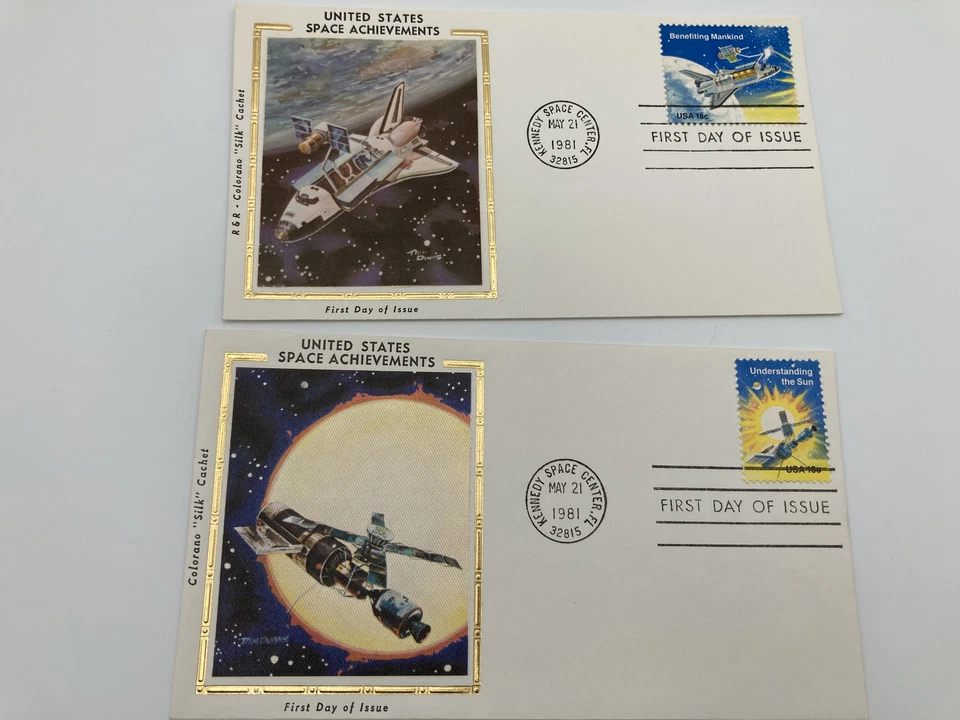 UNITED STATES
SPACE ACHIEVEMENTS
R & R - Colorano "Silk" Cachet
First Day of Issue
KENNEDY SPACE CENTER, FL
MAY 21
1981
32815
Benefiting Mankind
USA 18c
FIRST DAY OF ISSUE
UNITED STATES
SPACE ACHIEVEMENTS
Colorano "Silk" Cachet
First Day of Issue
KENNEDY SPACE CENTER, FL
MAY 21
1981
32815
Understanding
the Sun
USA 18c
FIRST DAY OF ISSUE